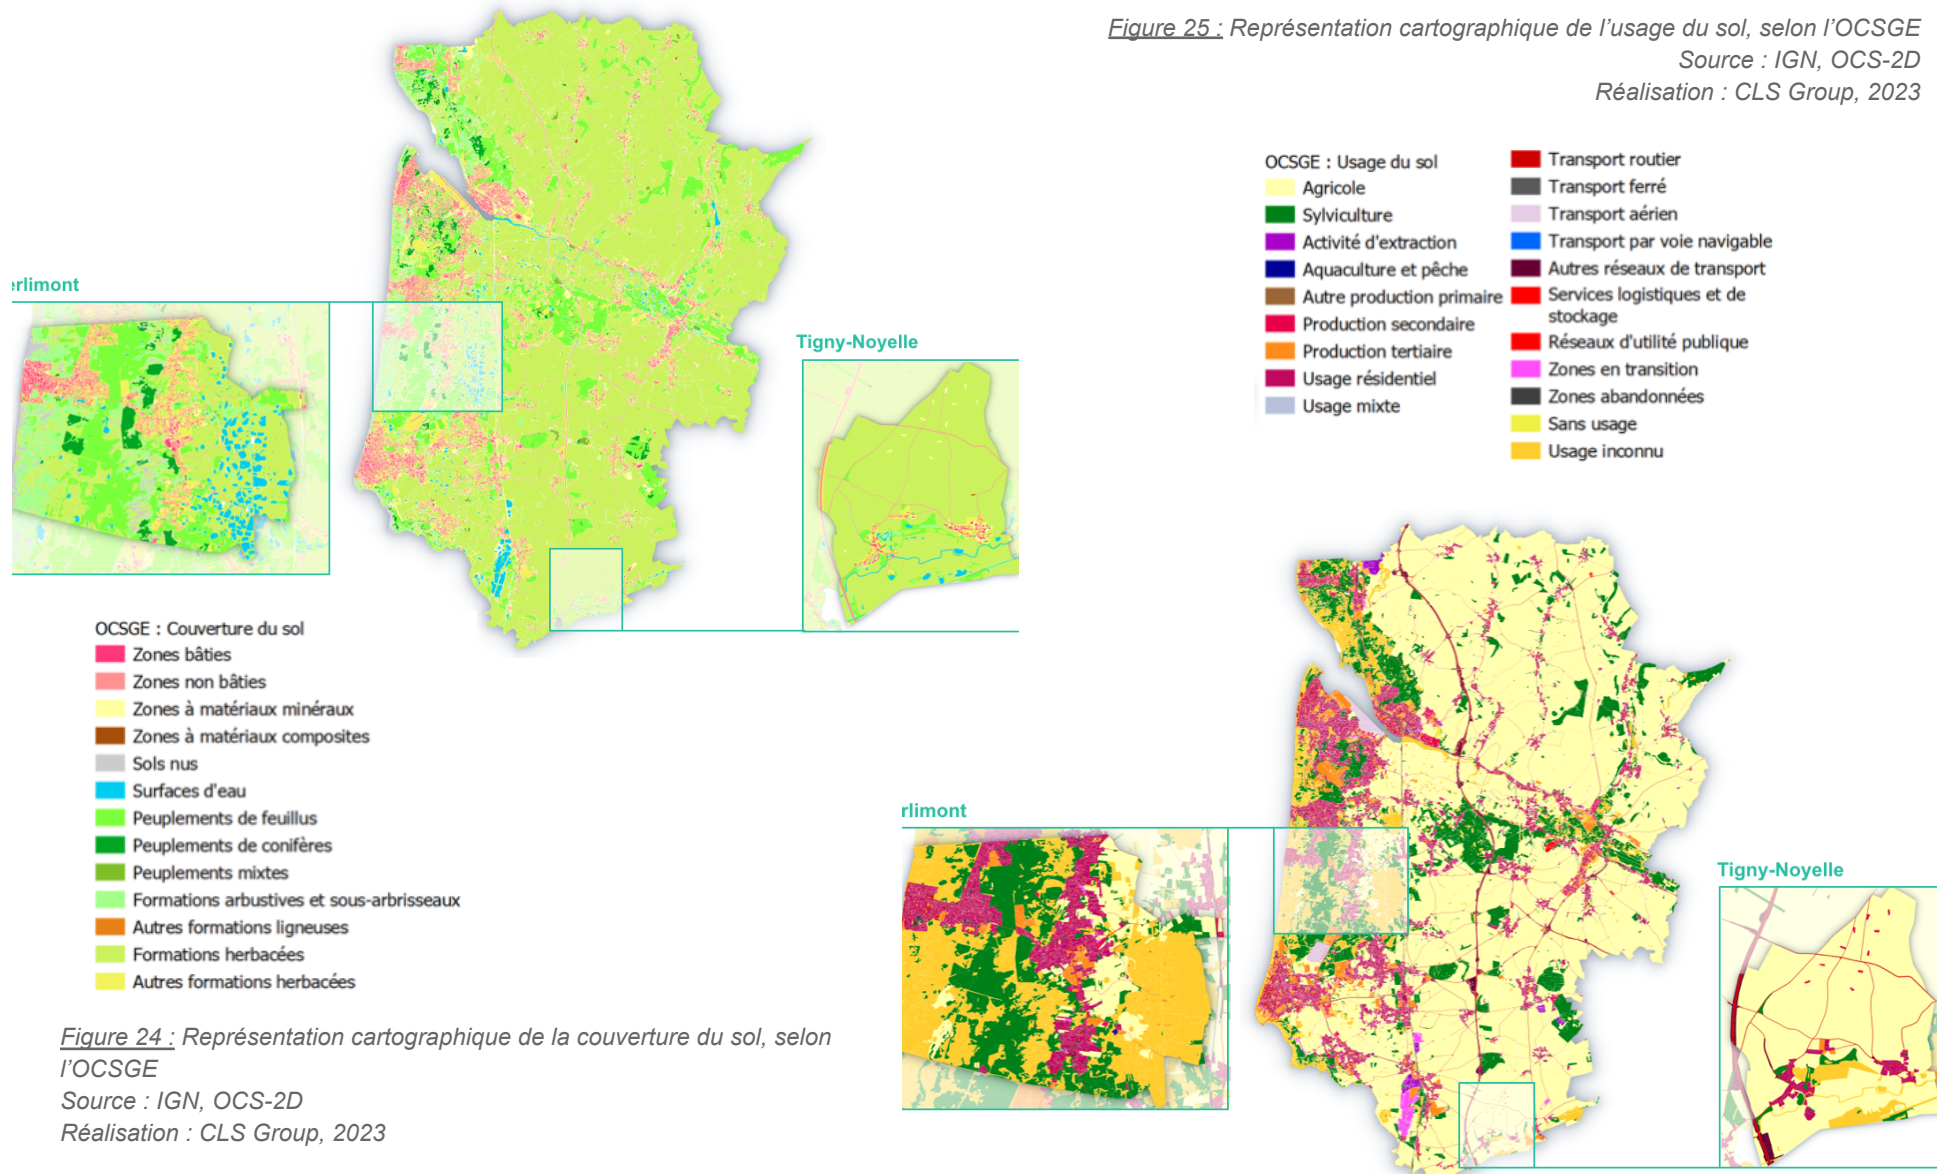 Figure 25 : Représentation cartographique de l'usage du sol, selon l'OCSGE
Source : IGN, OCS-2D
Réalisation : CLS Group, 2023
OCSGE : Usage du sol
Agricole
Sylviculture
Activité d'extraction
Aquaculture et pêche
Autre production primaire
Production secondaire
Production tertiaire
Usage résidentiel
Usage mixte
Transport routier
Transport ferré
Transport aérien
Transport par voie navigable
Autres réseaux de transport
Services logistiques et de
stockage
Réseaux d'utilité publique
Zones en transition
Zones abandonnées
Sans usage
Usage inconnu
erlimont
Tigny-Noyelle
OCSGE : Couverture du sol
Zones bâties
Zones non bâties
Zones à matériaux minéraux
Zones à matériaux composites
Sols nus
Surfaces d'eau
Peuplements de feuillus
Peuplements de conifères
Peuplements mixtes
Formations arbustives et sous-arbrisseaux
Autres formations ligneuses
Formations herbacées
Autres formations herbacées
rlimont
Tigny-Noyelle
Figure 24 : Représentation cartographique de la couverture du sol, selon
l'OCSGE
Source : IGN, OCS-2D
Réalisation : CLS Group, 2023